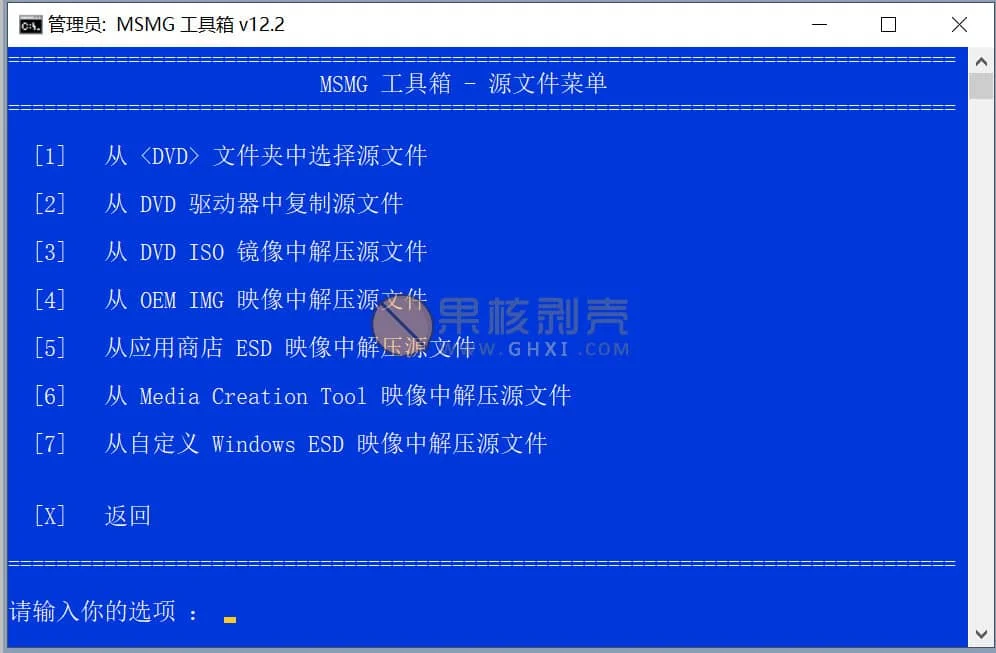 管理员: MSMG 工具箱 v12.2
===============================================================================
MSMG 工具箱 - 源文件菜单
===============================================================================
[1] 从 <DVD> 文件夹中选择源文件
[2] 从 DVD 驱动器中复制源文件
[3] 从 DVD ISO 镜像中解压源文件
[4] 从 OEM IMG 映像中解压源文件
果核剥壳
[5] 从应用商店 ESD 映像中解压源文件
WWW.GHXI.COM
[6] 从 Media Creation Tool 映像中解压源文件
[7] 从自定义 Windows ESD 映像中解压源文件
[X] 返回
===============================================================================
请输入你的选项 :